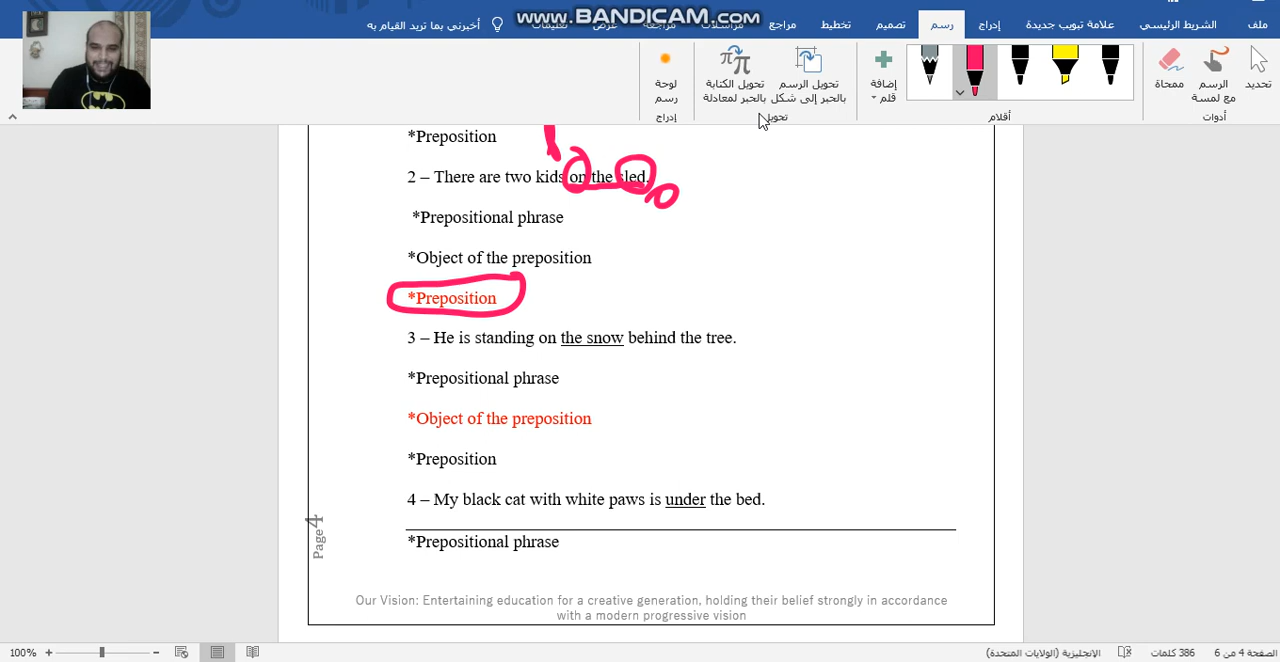 www.BANDICAM.com
ملف
الشريط الرئيسي
علامة تبويب جديدة
إدراج
رسم
تصميم
تخطيط
مراجع
مراسلات
مراجعة
عرض
تعليمات
أخبرني بما تريد القيام به
تحديد
الرسم
مع لمسة
ممحاة
أدوات
أقلام
إضافة
قلم
تحويل الرسم
بالحبر إلى شكل
تحويل الكتابة
بالحبر لمعادلة
تحويل
لوحة
رسم
إدراج
*Preposition
2 – There are two kids on the sled.
*Prepositional phrase
*Object of the preposition
*Preposition
3 – He is standing on the snow behind the tree.
*Prepositional phrase
*Object of the preposition
*Preposition
4 – My black cat with white paws is under the bed.
*Prepositional phrase
Page4
Our Vision: Entertaining education for a creative generation, holding their belief strongly in accordance
with a modern progressive vision
الصفحة 4 من 6
386 كلمات
الإنجليزية (الولايات المتحدة)
100%